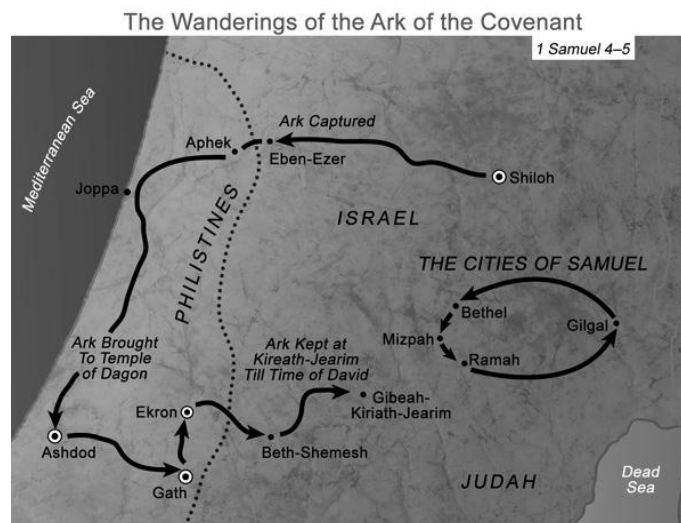 The Wanderings of the Ark of the Covenant
1 Samuel 4–5
Mediterranean Sea
Ark Captured
Aphek
Eben-Ezer
Shiloh
Joppa
PHILISTINES
ISRAEL
THE CITIES OF SAMUEL
Bethel
Mizpah
Gilgal
Ramah
Ark Brought
To Temple
of Dagon
Ark Kept at
Kireath-Jearim
Till Time of David
Ekron
Gibeah-
Kiriath-Jearim
Ashdod
Beth-Shemesh
Gath
JUDAH
Dead
Sea